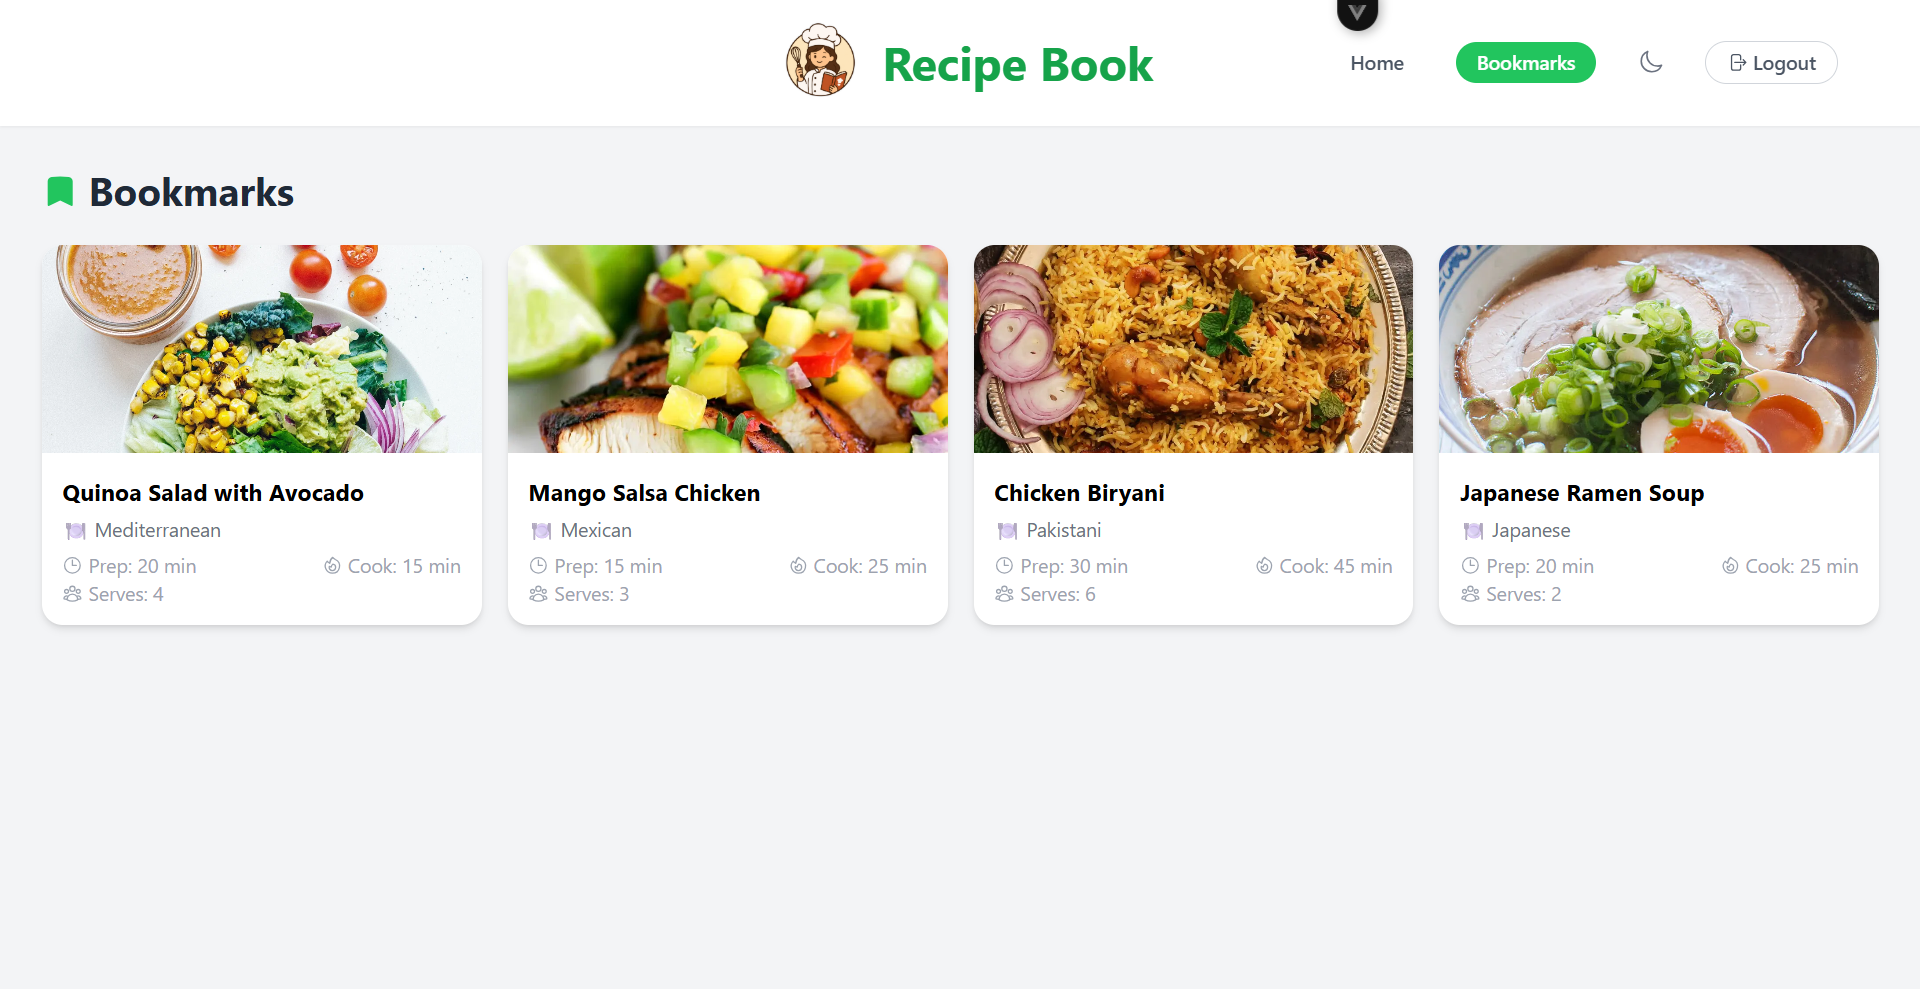 Recipe Book
Home
Bookmarks
Logout
Bookmarks
Quinoa Salad with Avocado
Mediterranean
Prep: 20 min
Cook: 15 min
Serves: 4
Mango Salsa Chicken
Mexican
Prep: 15 min
Cook: 25 min
Serves: 3
Chicken Biryani
Pakistani
Prep: 30 min
Cook: 45 min
Serves: 6
Japanese Ramen Soup
Japanese
Prep: 20 min
Cook: 25 min
Serves: 2